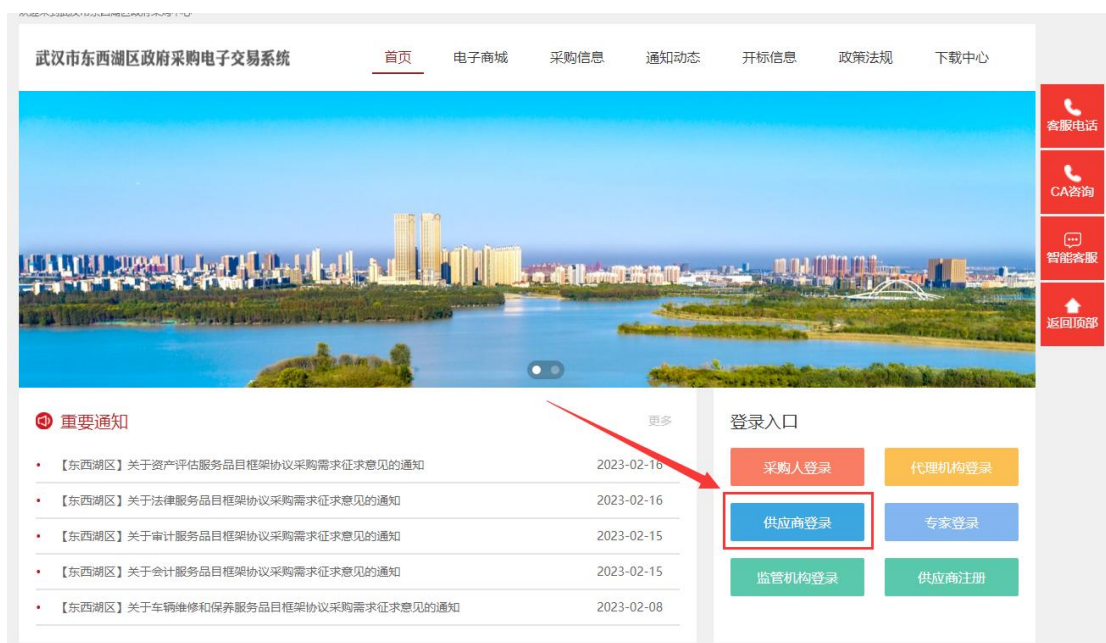 武汉市东西湖区政府采购电子交易系统 首页 电子商城 采购信息 通知动态 开标信息 政策法规 下载中心
客服电话
CA咨询
智能客服
返回顶部
重要通知 更多
【东西湖区】关于资产评估服务品目框架协议采购需求征求意见的通知 2023-02-16
【东西湖区】关于法律服务品目框架协议采购需求征求意见的通知 2023-02-16
【东西湖区】关于审计服务品目框架协议采购需求征求意见的通知 2023-02-15
【东西湖区】关于会计服务品目框架协议采购需求征求意见的通知 2023-02-15
【东西湖区】关于车辆维修和保养服务品目框架协议采购需求征求意见的通知 2023-02-08
登录入口
采购人登录 代理机构登录
供应商登录 专家登录
监管机构登录 供应商注册